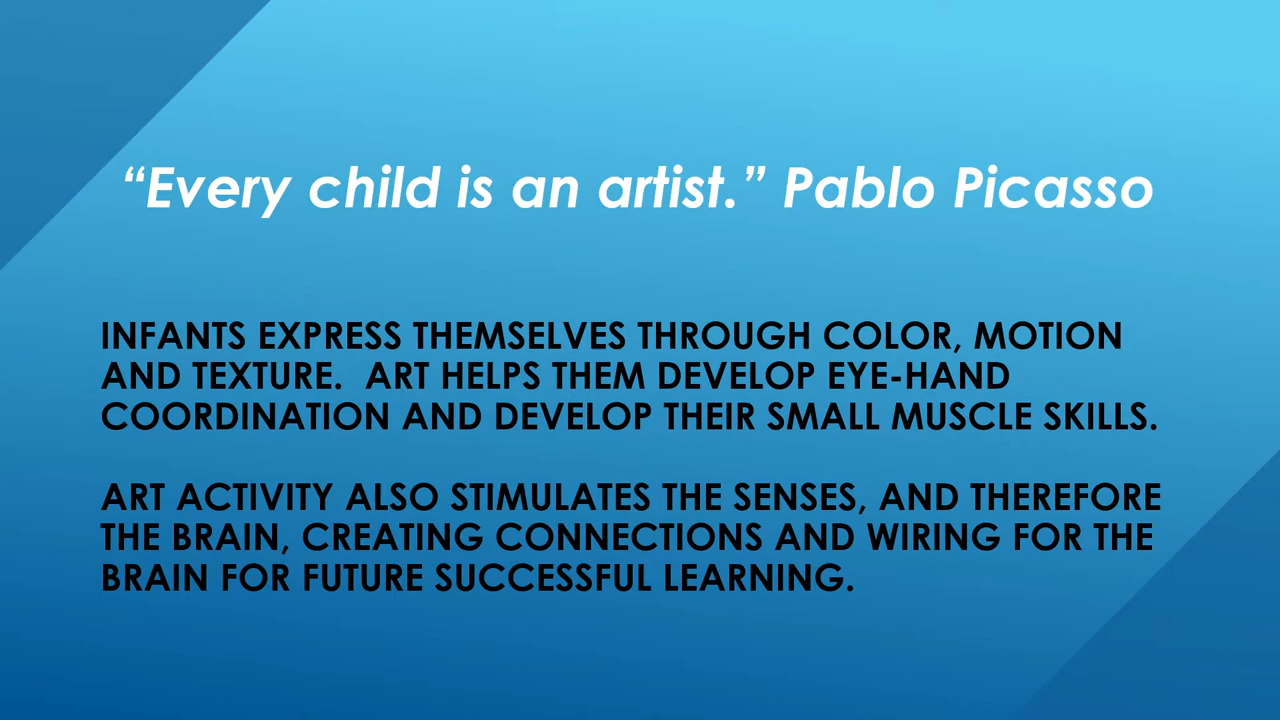 “Every child is an artist.” Pablo Picasso
INFANTS EXPRESS THEMSELVES THROUGH COLOR, MOTION
AND TEXTURE.  ART HELPS THEM DEVELOP EYE-HAND
COORDINATION AND DEVELOP THEIR SMALL MUSCLE SKILLS.
ART ACTIVITY ALSO STIMULATES THE SENSES, AND THEREFORE
THE BRAIN, CREATING CONNECTIONS AND WIRING FOR THE
BRAIN FOR FUTURE SUCCESSFUL LEARNING.